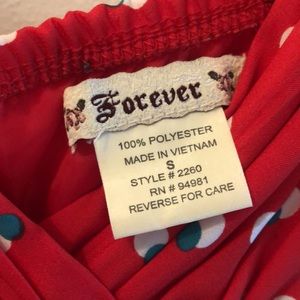 Forever
100% POLYESTER
MADE IN VIETNAM
S
STYLE # 2260
RN # 94981
REVERSE FOR CARE